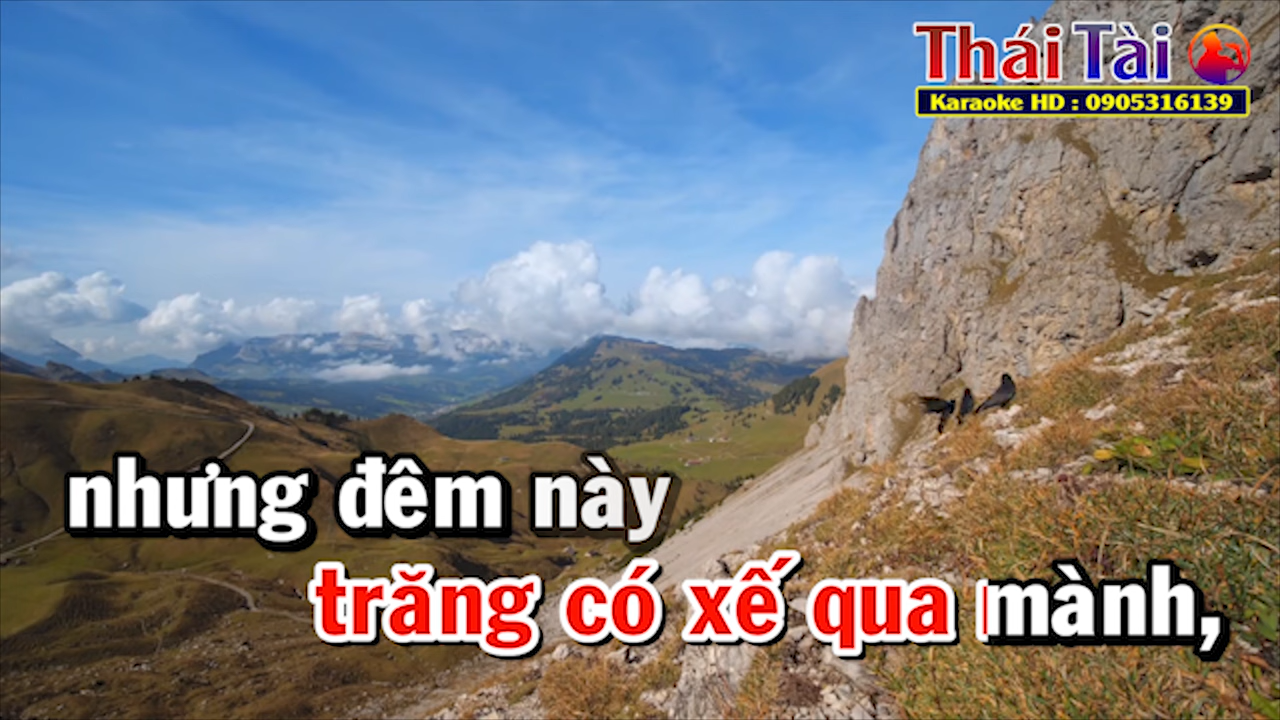 Thái Tài
Karaoke HD : 0905316139
nhưng đêm này
trăng có xế qua mành,